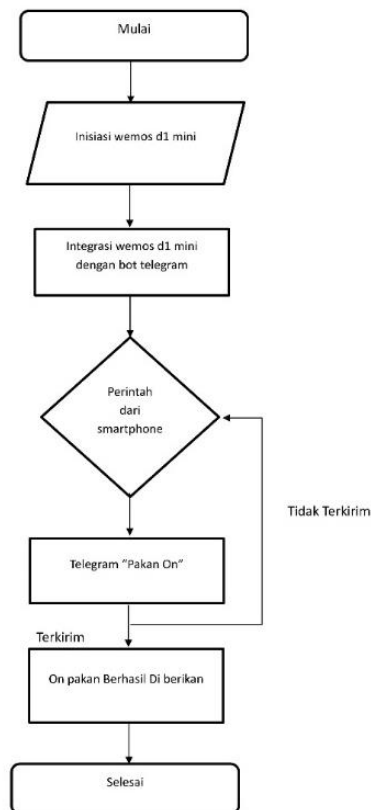 Mulai
Inisiasi wemos d1 mini
Integrasi wemos d1 mini
dengan bot telegram
Perintah
dari
smartphone
Tidak Terkirim
Telegram "Pakan On"
Terkirim
On pakan Berhasil Di berikan
Selesai